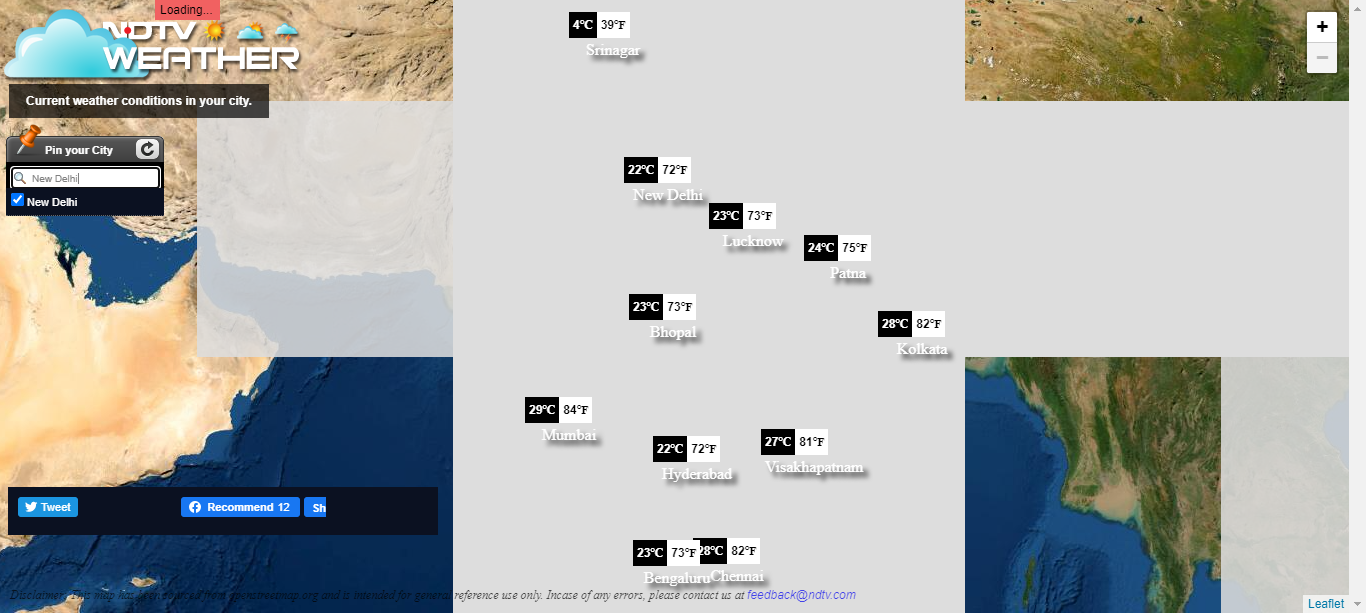 Loading...
NDTV
WEATHER
Current weather conditions in your city.
Pin your City
New Delhi
New Delhi
4°C 39°F
Srinagar
22°C 72°F
New Delhi
23°C 73°F
Lucknow
24°C 75°F
Patna
23°C 73°F
Bhopal
28°C 82°F
Kolkata
29°C 84°F
Mumbai
22°C 72°F
Hyderabad
27°C 81°F
Visakhapatnam
23°C 73°F
Bengaluru
28°C 82°F
Chennai
+
−
Tweet
Recommend 12
Sh
Disclaimer: This map has been sourced from openstreetmap.org and is intended for general reference use only. Incase of any errors, please contact us at feedback@ndtv.com
Leaflet